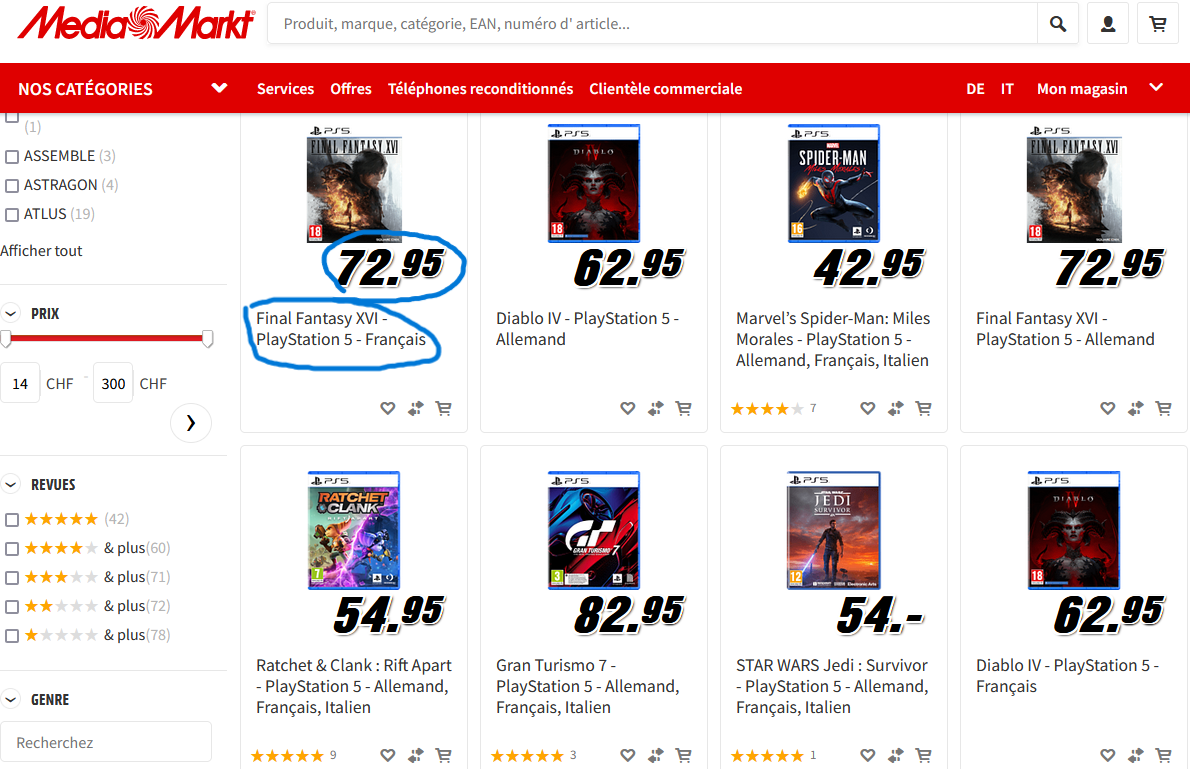 MediaMarkt
Produit, marque, catégorie, EAN, numéro d' article...
NOS CATÉGORIES
Services Offres Téléphones reconditionnés Clientèle commerciale
DE IT Mon magasin
(1)
ASSEMBLE (3)
ASTRAGON (4)
ATLUS (19)
Afficher tout
PRIX
14 CHF - 300 CHF
REVUES
(42)
& plus(60)
& plus(71)
& plus(72)
& plus(78)
GENRE
Recherchez
PS5
FINAL FANTASY XVI
18
72.95
Final Fantasy XVI -
PlayStation 5 - Français
PS5
DIABLO
IV
18
62.95
Diablo IV - PlayStation 5 -
Allemand
PS5
MARVEL
SPIDER-MAN
MILES MORALES
16
42.95
Marvel’s Spider-Man: Miles
Morales - PlayStation 5 -
Allemand, Français, Italien
7
PS5
FINAL FANTASY XVI
18
72.95
Final Fantasy XVI -
PlayStation 5 - Allemand
PS5
RATCHET
& CLANK
RIFT APART
7
54.95
Ratchet & Clank : Rift Apart
- PlayStation 5 - Allemand,
Français, Italien
9
PS5
GT
GRAN TURISMO 7
3
82.95
Gran Turismo 7 -
PlayStation 5 - Allemand,
Français, Italien
3
PS5
STAR WARS
JEDI
SURVIVOR
12
Electronic Arts
54.-
STAR WARS Jedi : Survivor
- PlayStation 5 - Allemand,
Français, Italien
1
PS5
DIABLO
IV
18
62.95
Diablo IV - PlayStation 5 -
Français